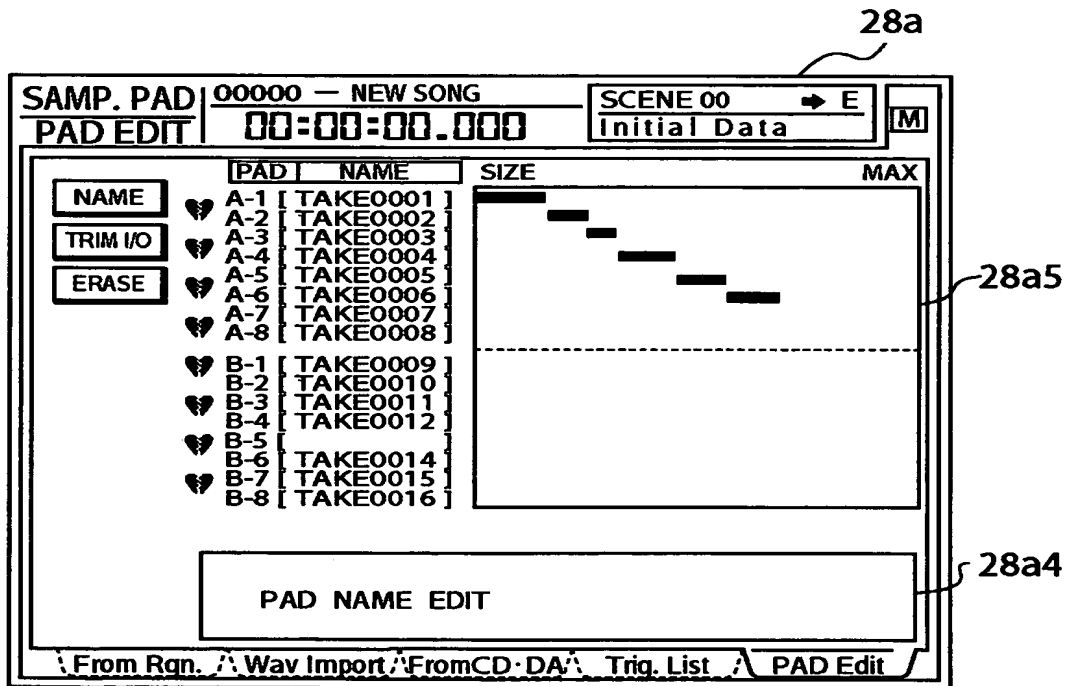 28a
SAMP. PAD
PAD EDIT
00000 — NEW SONG
00:00:00.000
SCENE 00 ➡ E
Initial Data
M
PAD NAME
SIZE MAX
NAME
TRIM I/O
ERASE
A-1 [ TAKE0001 ]
A-2 [ TAKE0002 ]
A-3 [ TAKE0003 ]
A-4 [ TAKE0004 ]
A-5 [ TAKE0005 ]
A-6 [ TAKE0006 ]
A-7 [ TAKE0007 ]
A-8 [ TAKE0008 ]
B-1 [ TAKE0009 ]
B-2 [ TAKE0010 ]
B-3 [ TAKE0011 ]
B-4 [ TAKE0012 ]
B-5 [ ]
B-6 [ TAKE0014 ]
B-7 [ TAKE0015 ]
B-8 [ TAKE0016 ]
28a5
PAD NAME EDIT
28a4
From Rgn. Wav Import FromCD·DA Trig. List PAD Edit